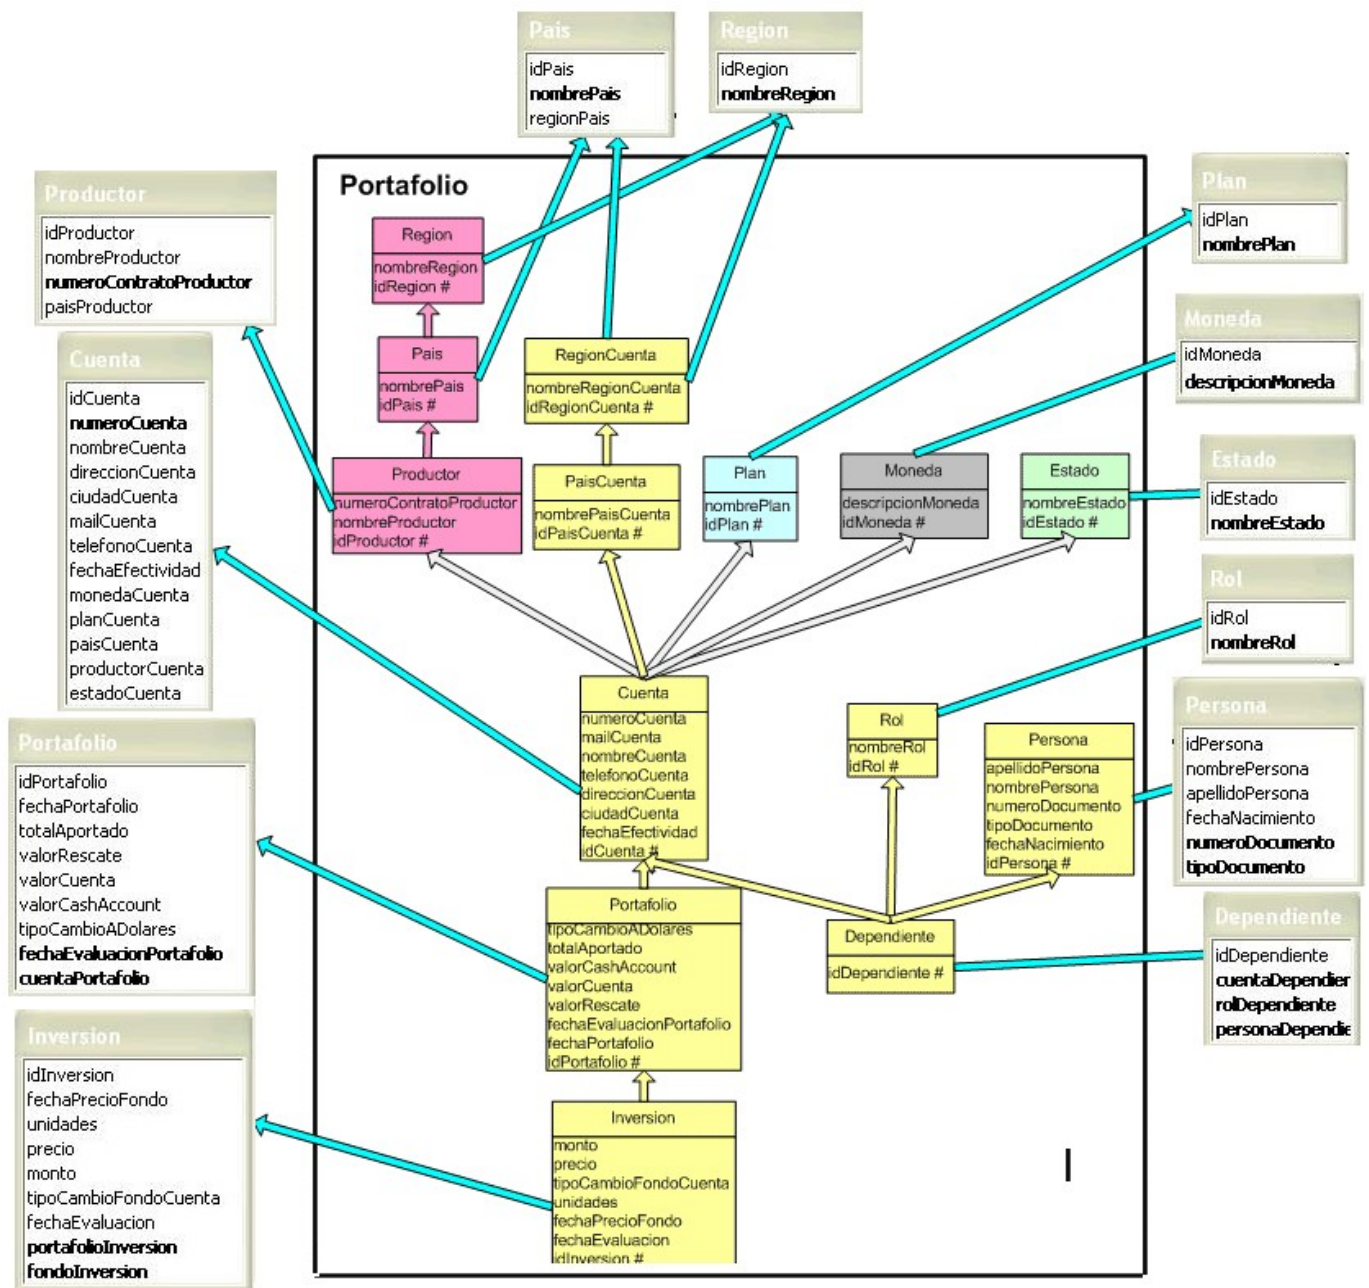 Pais
idPais
nombrePais
regionPais
Region
idRegion
nombreRegion
Productor
idProductor
nombreProductor
numeroContratoProductor
paisProductor
Cuenta
idCuenta
numeroCuenta
nombreCuenta
direccionCuenta
ciudadCuenta
mailCuenta
telefonoCuenta
fechaEfectividad
monedaCuenta
planCuenta
paisCuenta
productorCuenta
estadoCuenta
Portafolio
idPortafolio
fechaPortafolio
totalAportado
valorRescate
valorCuenta
valorCashAccount
tipoCambioADolares
fechaEvaluacionPortafolio
cuentaPortafolio
Inversion
idInversion
fechaPrecioFondo
unidades
precio
monto
tipoCambioFondoCuenta
fechaEvaluacion
portafolioInversion
fondoInversion
Portafolio
Region
nombreRegion
idRegion #
Pais
nombrePais
idPais #
Productor
numeroContratoProductor
nombreProductor
idProductor #
RegionCuenta
nombreRegionCuenta
idRegionCuenta #
PaisCuenta
nombrePaisCuenta
idPaisCuenta #
Plan
nombrePlan
idPlan #
Moneda
descripcionMoneda
idMoneda #
Estado
nombreEstado
idEstado #
Cuenta
numeroCuenta
mailCuenta
nombreCuenta
telefonoCuenta
direccionCuenta
ciudadCuenta
fechaEfectividad
idCuenta #
Rol
nombreRol
idRol #
Persona
apellidoPersona
nombrePersona
numeroDocumento
tipoDocumento
fechaNacimiento
idPersona #
Portafolio
tipoCambioADolares
totalAportado
valorCashAccount
valorCuenta
valorRescate
fechaEvaluacionPortafolio
fechaPortafolio
idPortafolio #
Dependiente
idDependiente #
Inversion
monto
precio
tipoCambioFondoCuenta
unidades
fechaPrecioFondo
fechaEvaluacion
idInversion #
Plan
idPlan
nombrePlan
Moneda
idMoneda
descripcionMoneda
Estado
idEstado
nombreEstado
Rol
idRol
nombreRol
Persona
idPersona
nombrePersona
apellidoPersona
fechaNacimiento
numeroDocumento
tipoDocumento
Dependiente
idDependiente
cuentaDependier
rolDependiente
personaDependie